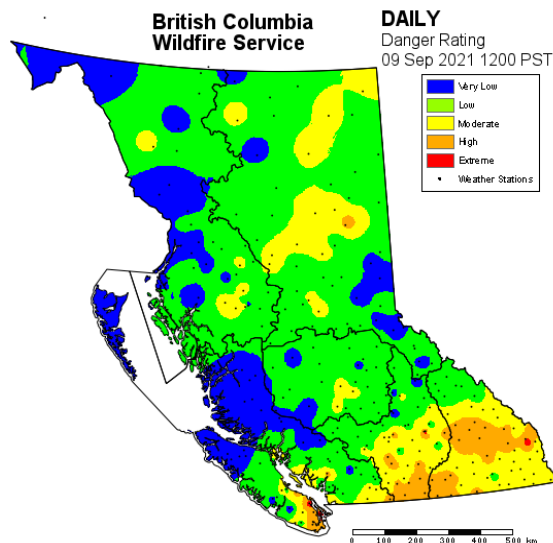 British Columbia
Wildfire Service
DAILY
Danger Rating
09 Sep 2021 1200 PST
Very Low
Low
Moderate
High
Extreme
Weather Stations
0 100 200 300 400 500 km